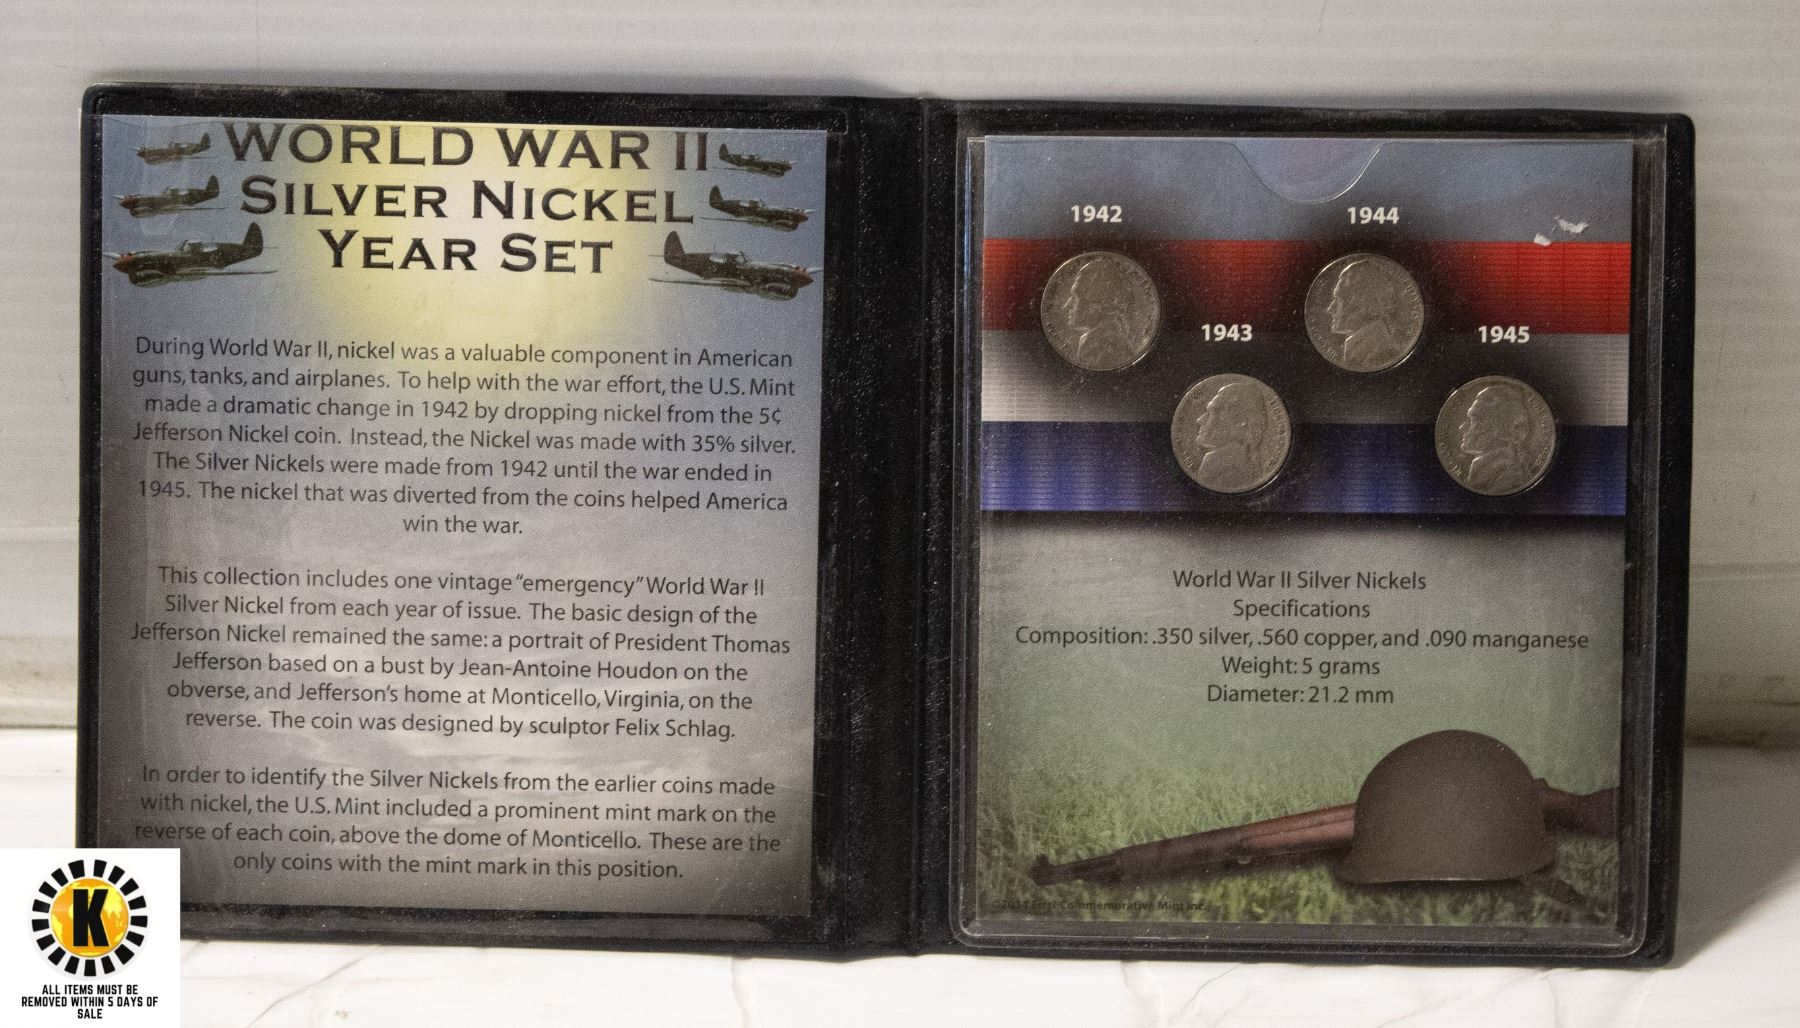 WORLD WAR II
SILVER NICKEL
YEAR SET
During World War II, nickel was a valuable component in American
guns, tanks, and airplanes. To help with the war effort, the U.S. Mint
made a dramatic change in 1942 by dropping nickel from the 5¢
Jefferson Nickel coin. Instead, the Nickel was made with 35% silver.
The Silver Nickels were made from 1942 until the war ended in
1945. The nickel that was diverted from the coins helped America
win the war.
This collection includes one vintage "emergency" World War II
Silver Nickel from each year of issue. The basic design of the
Jefferson Nickel remained the same: a portrait of President Thomas
Jefferson based on a bust by Jean-Antoine Houdon on the
obverse, and Jefferson's home at Monticello, Virginia, on the
reverse. The coin was designed by sculptor Felix Schlag.
In order to identify the Silver Nickels from the earlier coins made
with nickel, the U.S. Mint included a prominent mint mark on the
reverse of each coin, above the dome of Monticello. These are the
only coins with the mint mark in this position.
1942
1944
1943
1945
World War II Silver Nickels
Specifications
Composition: .350 silver, .560 copper, and .090 manganese
Weight: 5 grams
Diameter: 21.2 mm
First Commemorative Mint Inc.
K
ALL ITEMS MUST BE
REMOVED WITHIN 5 DAYS OF
SALE